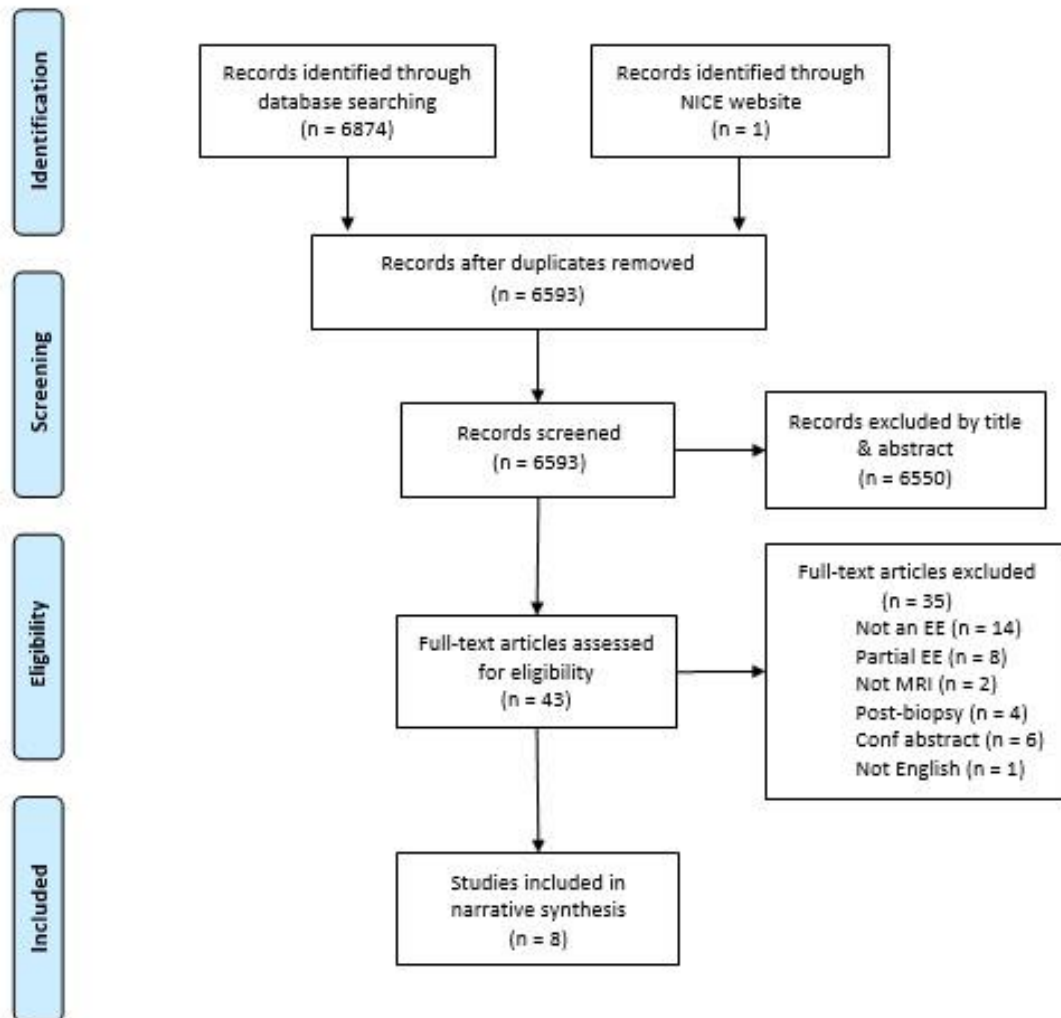 Identification
Records identified through
database searching
(n = 6874)
Records identified through
NICE website
(n = 1)
Records after duplicates removed
(n = 6593)
Screening
Records screened
(n = 6593)
Records excluded by title
& abstract
(n = 6550)
Eligibility
Full-text articles assessed
for eligibility
(n = 43)
Full-text articles excluded
(n = 35)
Not an EE (n = 14)
Partial EE (n = 8)
Not MRI (n = 2)
Post-biopsy (n = 4)
Conf abstract (n = 6)
Not English (n = 1)
Included
Studies included in
narrative synthesis
(n = 8)